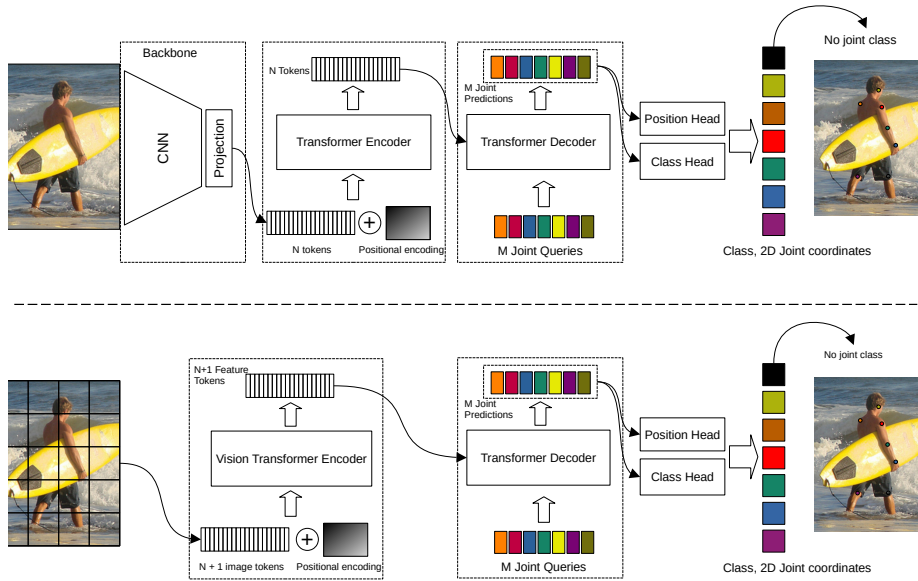 Backbone
No joint class
N Tokens
M Joint
Predictions
CNN
Projection
Transformer Encoder
Transformer Decoder
Position Head
Class Head
N tokens
Positional encoding
M Joint Queries
Class, 2D Joint coordinates
N+1 Feature
Tokens
No joint class
M Joint
Predictions
Vision Transformer Encoder
Transformer Decoder
Position Head
Class Head
N + 1 image tokens
Positional encoding
M Joint Queries
Class, 2D Joint coordinates